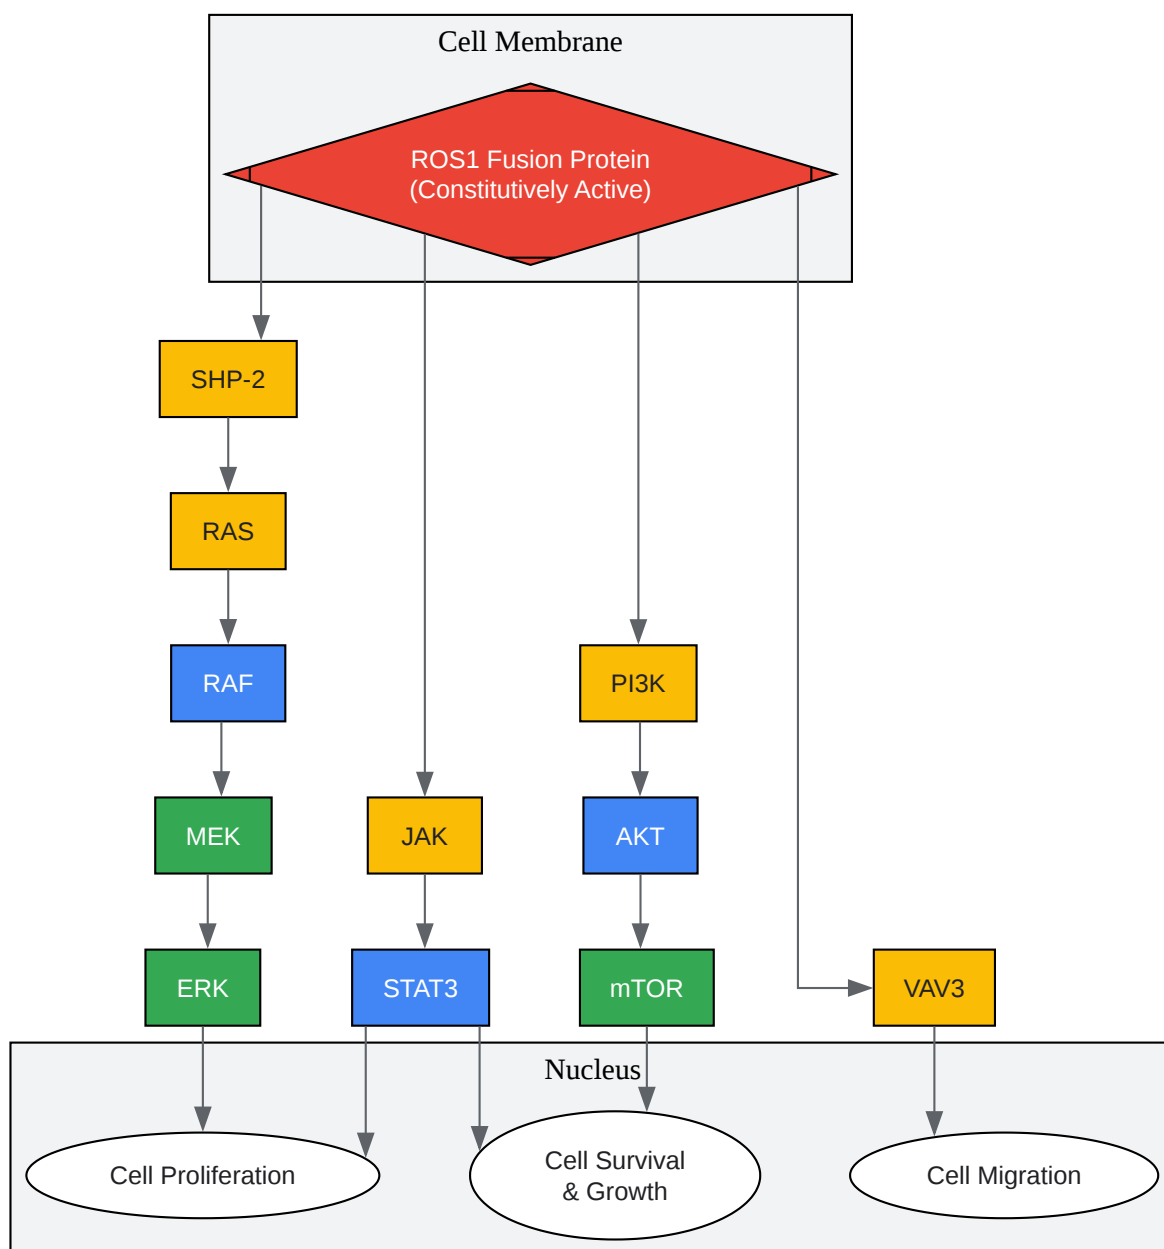 Cell Membrane
ROS1 Fusion Protein
(Constitutively Active)
SHP-2
RAS
RAF
PI3K
MEK
JAK
AKT
ERK
STAT3
mTOR
VAV3
Nucleus
Cell Proliferation
Cell Survival
& Growth
Cell Migration